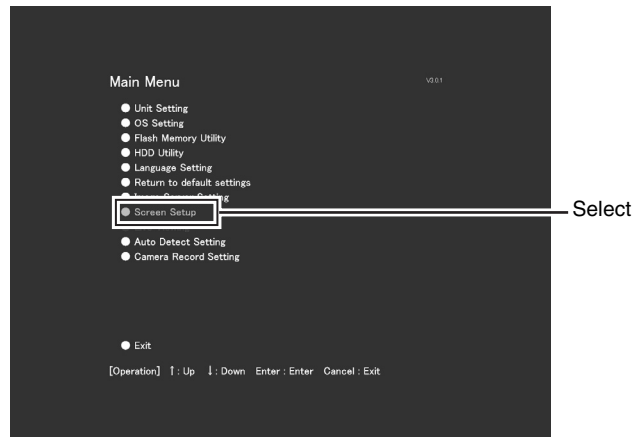 Main Menu
V2.0.1
Unit Setting
OS Setting
Flash Memory Utility
HDD Utility
Language Setting
Return to default settings
Setting
Screen Setup
Select
Auto Detect Setting
Camera Record Setting
Exit
[Operation] ↑ : Up ↓ : Down Enter : Enter Cancel : Exit